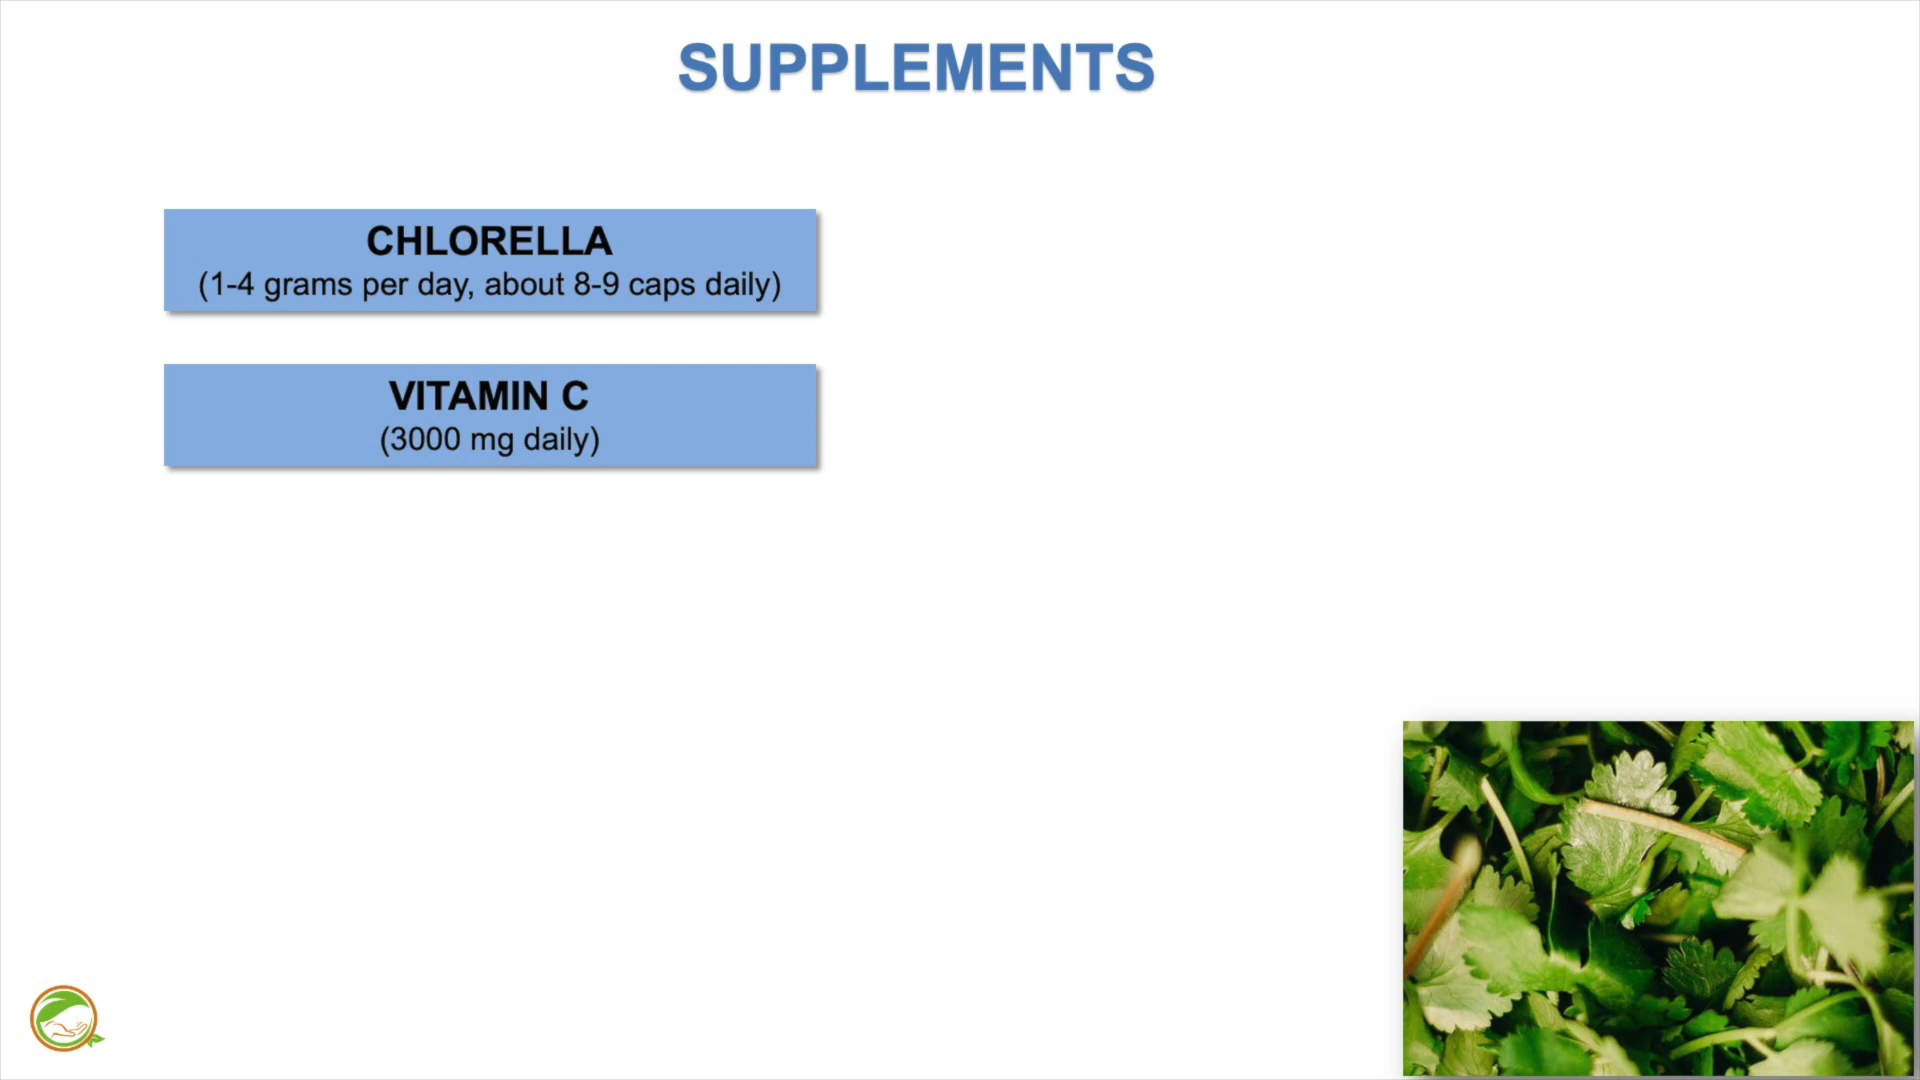 SUPPLEMENTS
CHLORELLA
(1-4 grams per day, about 8-9 caps daily)
VITAMIN C
(3000 mg daily)